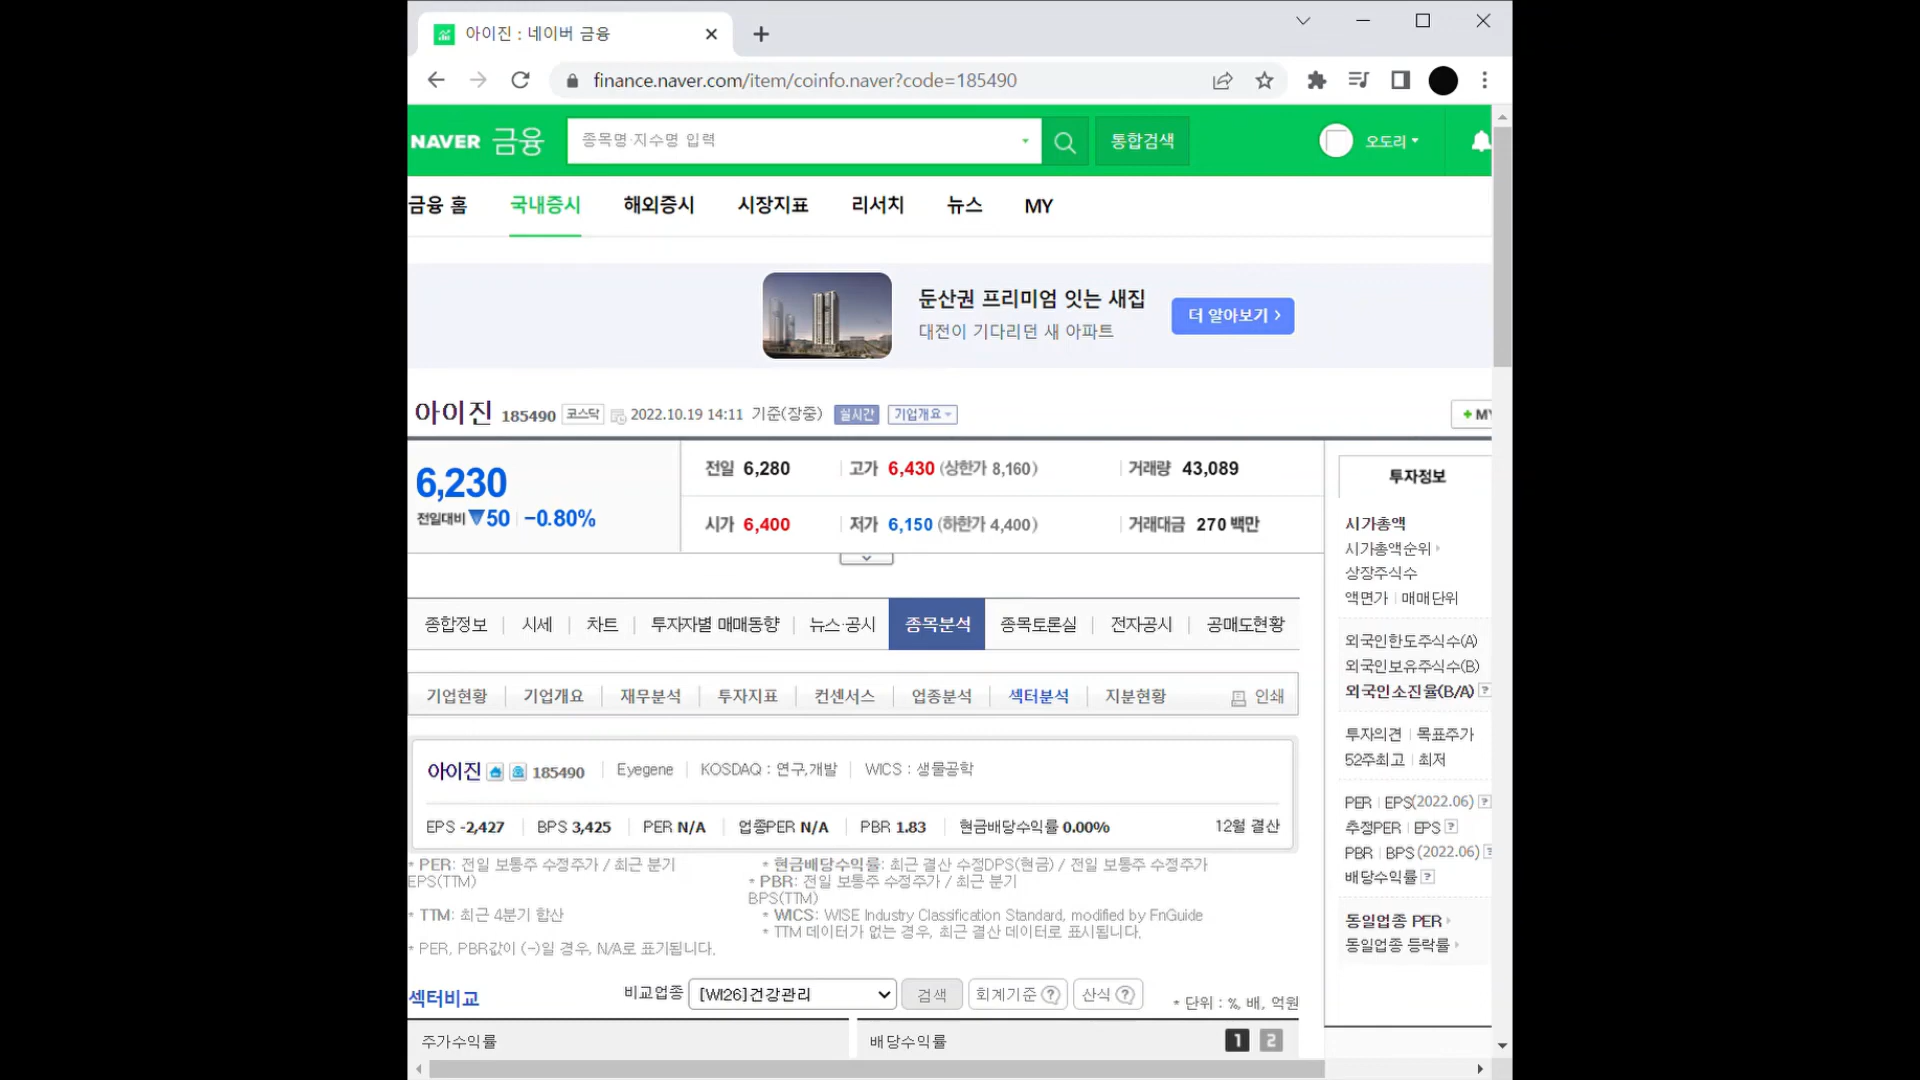 아이진 : 네이버 금융
finance.naver.com/item/coinfo.naver?code=185490
NAVER 금융
종목명·지수명 입력
통합검색
오도리
금융 홈 국내증시 해외증시 시장지표 리서치 뉴스 MY
둔산권 프리미엄 잇는 새집
대전이 기다리던 새 아파트
더 알아보기 >
아이진 185490 코스닥 2022.10.19 14:11 기준(장중) 실시간 기업개요
+ MY
6,230
전일대비 ▼50 -0.80%
전일 6,280 고가 6,430 (상한가 8,160) 거래량 43,089
시가 6,400 저가 6,150 (하한가 4,400) 거래대금 270 백만
종합정보 시세 차트 투자자별 매매동향 뉴스·공시 종목분석 종목토론실 전자공시 공매도현황
기업현황 기업개요 재무분석 투자지표 컨센서스 업종분석 섹터분석 지분현황 인쇄
아이진 185490 Eyegene KOSDAQ : 연구,개발 WICS : 생물공학
EPS -2,427 BPS 3,425 PER N/A 업종PER N/A PBR 1.83 현금배당수익률 0.00% 12월 결산
* PER: 전일 보통주 수정주가 / 최근 분기
EPS(TTM)
* TTM: 최근 4분기 합산
* PER, PBR값이 (-)일 경우, N/A로 표기됩니다.
* 현금배당수익률: 최근 결산 수정DPS(현금) / 전일 보통주 수정주가
* PBR: 전일 보통주 수정주가 / 최근 분기
BPS(TTM)
* WICS: WISE Industry Classification Standard, modified by FnGuide
* TTM 데이터가 없는 경우, 최근 결산 데이터로 표시됩니다.
섹터비교
비교업종 [WI26]건강관리 검색 회계기준 ? 산식 ? * 단위 : %, 배, 억원
주가수익률
배당수익률 1 2
투자정보
시가총액
시가총액순위
상장주식수
액면가 매매단위
외국인한도주식수(A)
외국인보유주식수(B)
외국인소진율(B/A) ?
투자의견 목표주가
52주최고 최저
PER EPS(2022.06) ?
추정PER EPS ?
PBR BPS(2022.06) ?
배당수익률 ?
동일업종 PER
동일업종 등락률